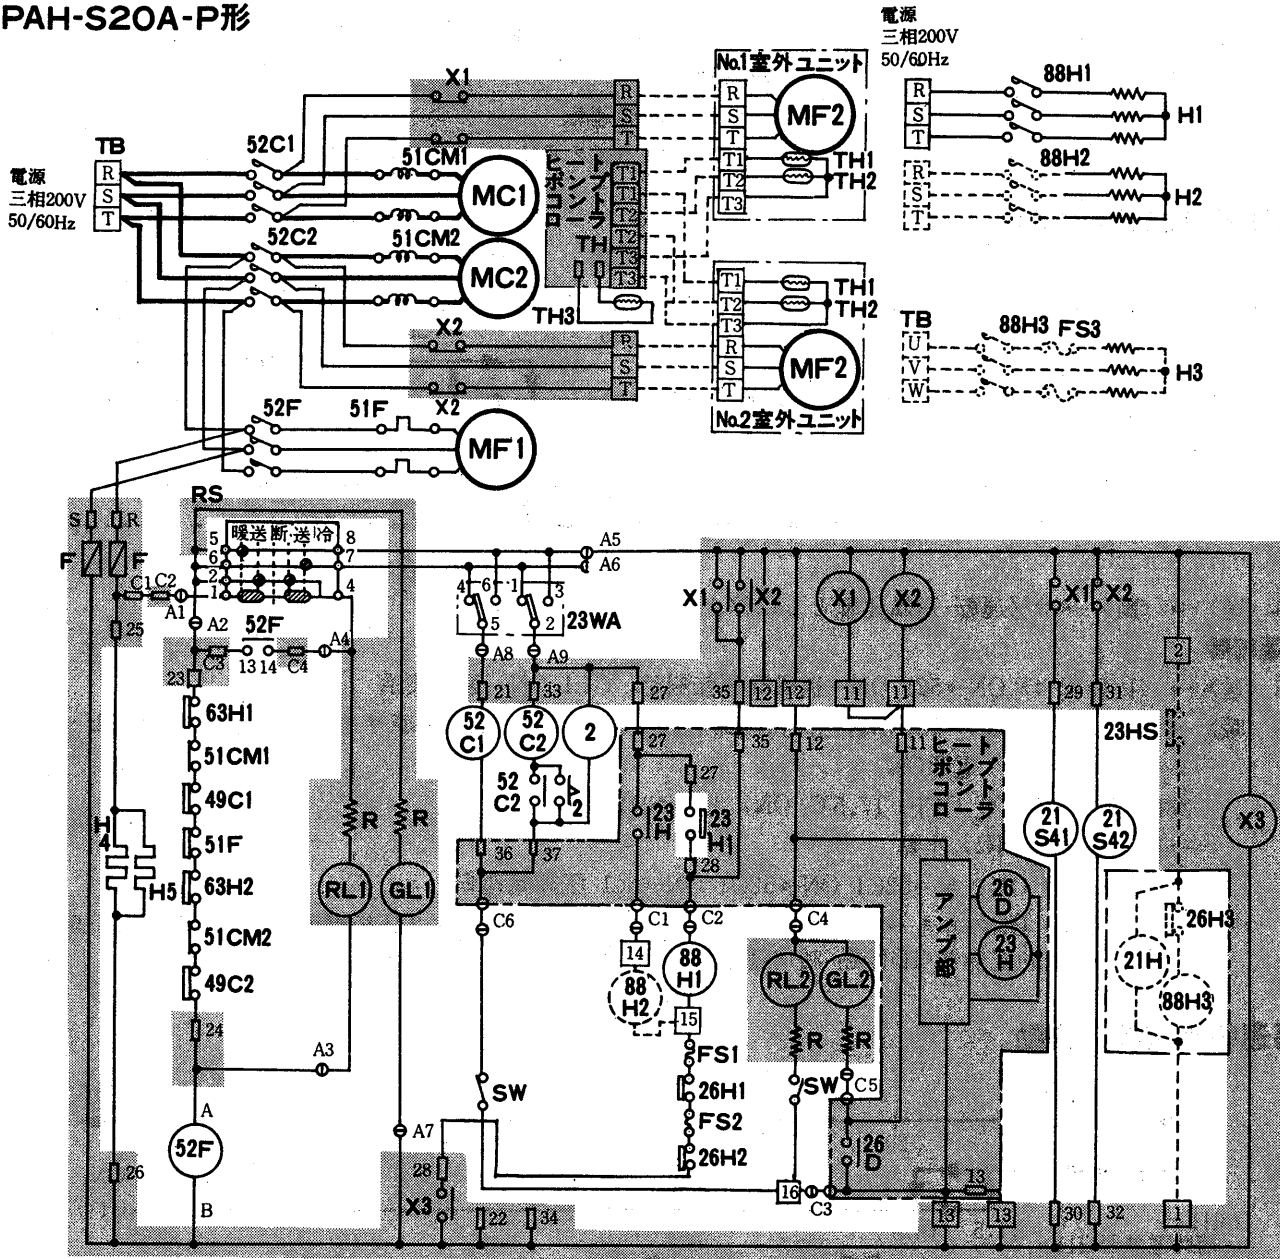 PAH-S20A-P形
電源
三相200V
50/60Hz
R
S
T
88H1
H1
R
S
T
88H2
H2
TB
U
V
W
88H3
FS3
H3
電源
三相200V
50/60Hz
TB
R
S
T
52C1
51CM1
MC1
52C2
51CM2
MC2
X1
R
S
T
ヒートポンプコントローラ
T1
T1
T2
T2
T3
T3
TH
TH3
No.1室外ユニット
R
S
T
T1
T2
T3
MF2
TH1
TH2
No.2室外ユニット
T1
T2
T3
R
S
T
TH1
TH2
MF2
X2
R
S
T
52F
51F
X2
MF1
S
R
F
F
RS
暖送断送冷
5
6
2
1
8
7
4
C1
C2
A1
A2
25
52F
C3
13
14
C4
A4
23
63H1
51CM1
49C1
51F
63H2
51CM2
49C2
24
A3
A
52F
B
H4
H5
26
R
R
RL1
GL1
A7
A5
A6
4
6
1
3
5
2
23WA
A8
A9
21
33
27
35
12
12
11
11
29
31
2
X1
X2
X1
X2
X1
X2
52C1
52C2
2
52C2
2
36
37
C6
SW
28
X3
22
34
27
35
12
11
27
23H
23H1
28
C1
C2
C4
14
88H2
88H1
15
FS1
26H1
FS2
26H2
RL2
GL2
R
R
SW
C5
26D
16
C3
13
13
13
ヒートポンプコントローラ
アンプ部
26D
23H
21S41
21S42
30
32
23HS
X3
26H3
21H
88H3
1